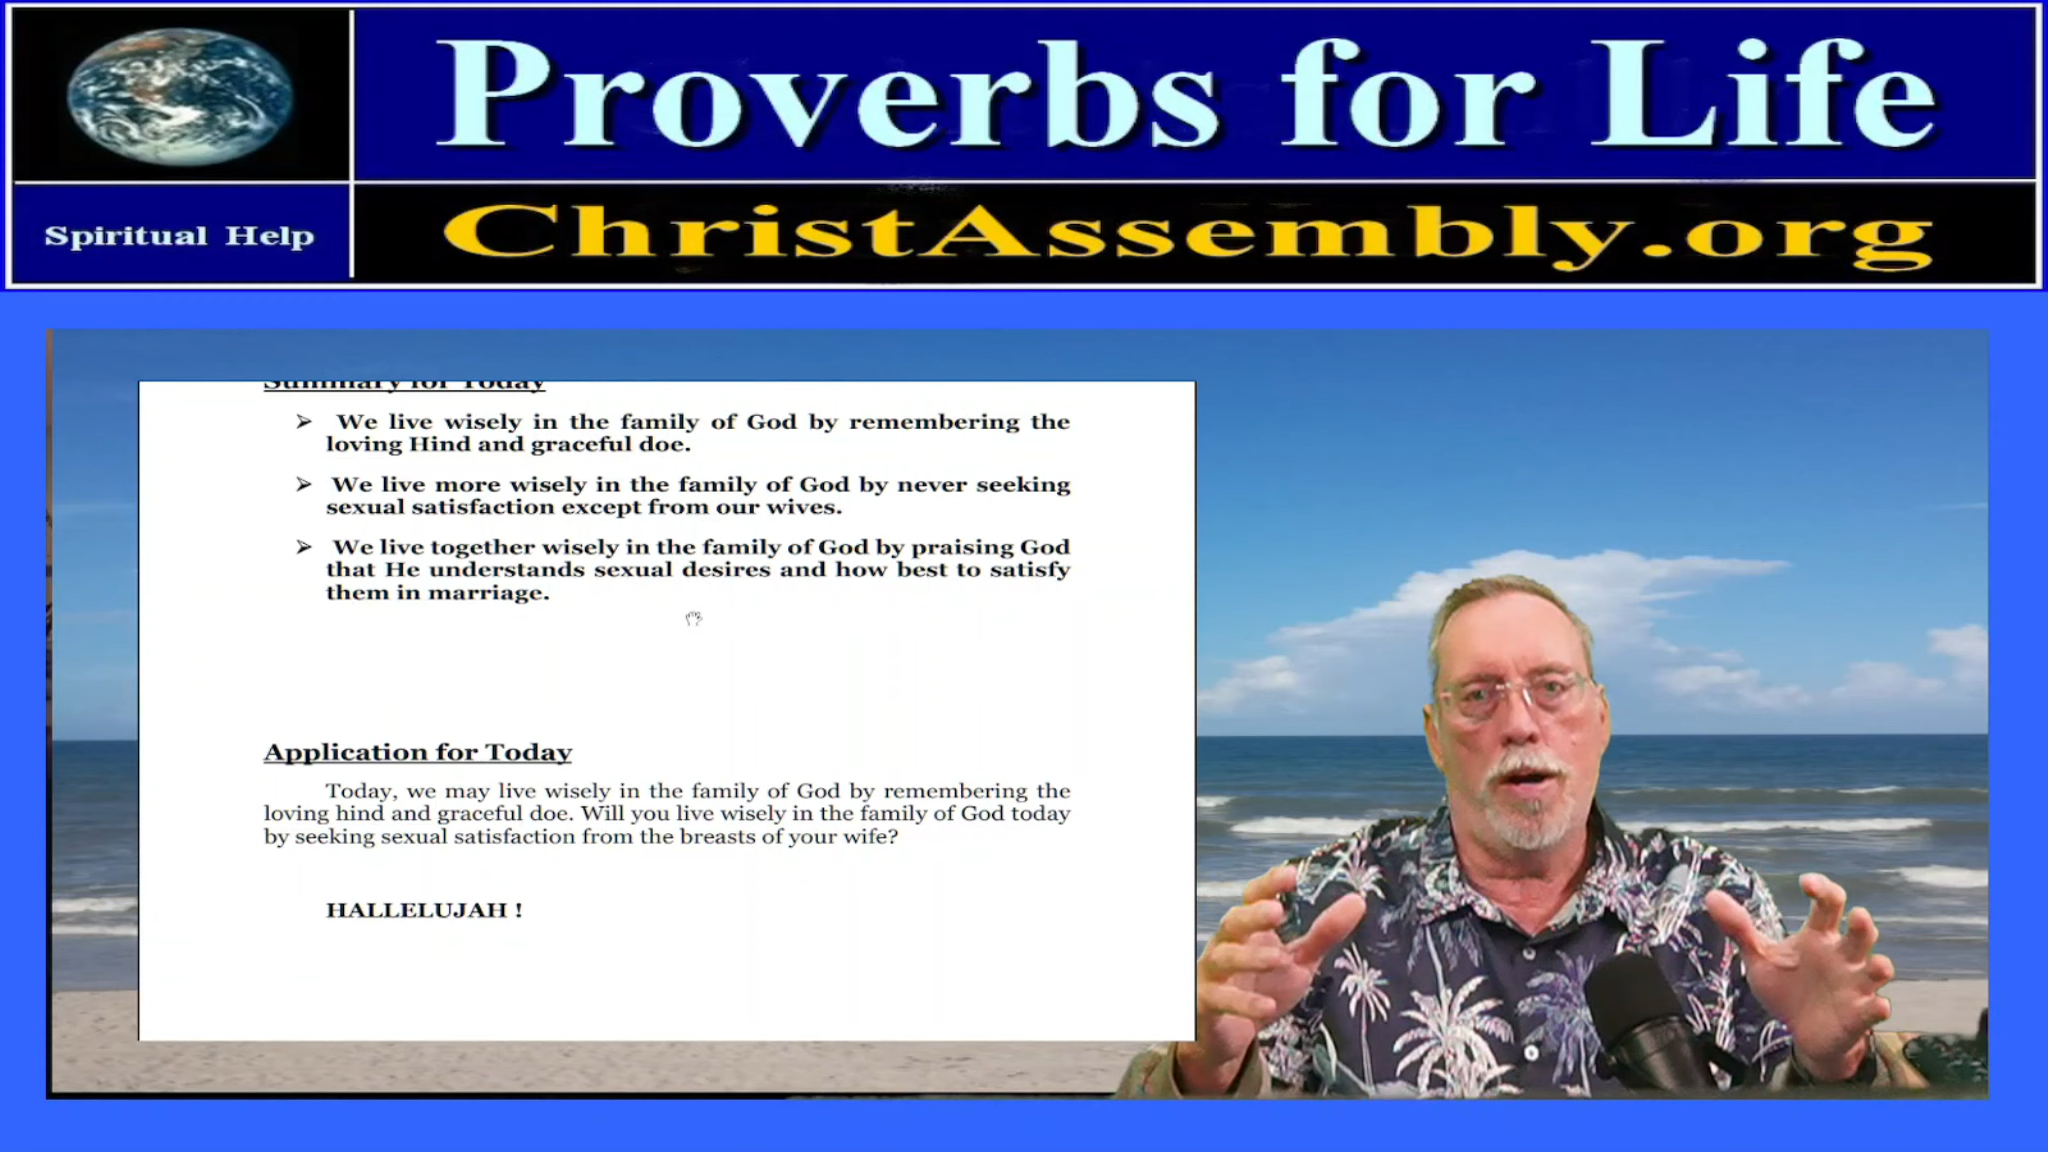 Proverbs for Life
Spiritual Help
ChristAssembly.org
Summary for Today
➢ We live wisely in the family of God by remembering the
loving Hind and graceful doe.
➢ We live more wisely in the family of God by never seeking
sexual satisfaction except from our wives.
➢ We live together wisely in the family of God by praising God
that He understands sexual desires and how best to satisfy
them in marriage.
Application for Today
Today, we may live wisely in the family of God by remembering the
loving hind and graceful doe. Will you live wisely in the family of God today
by seeking sexual satisfaction from the breasts of your wife?
HALLELUJAH !